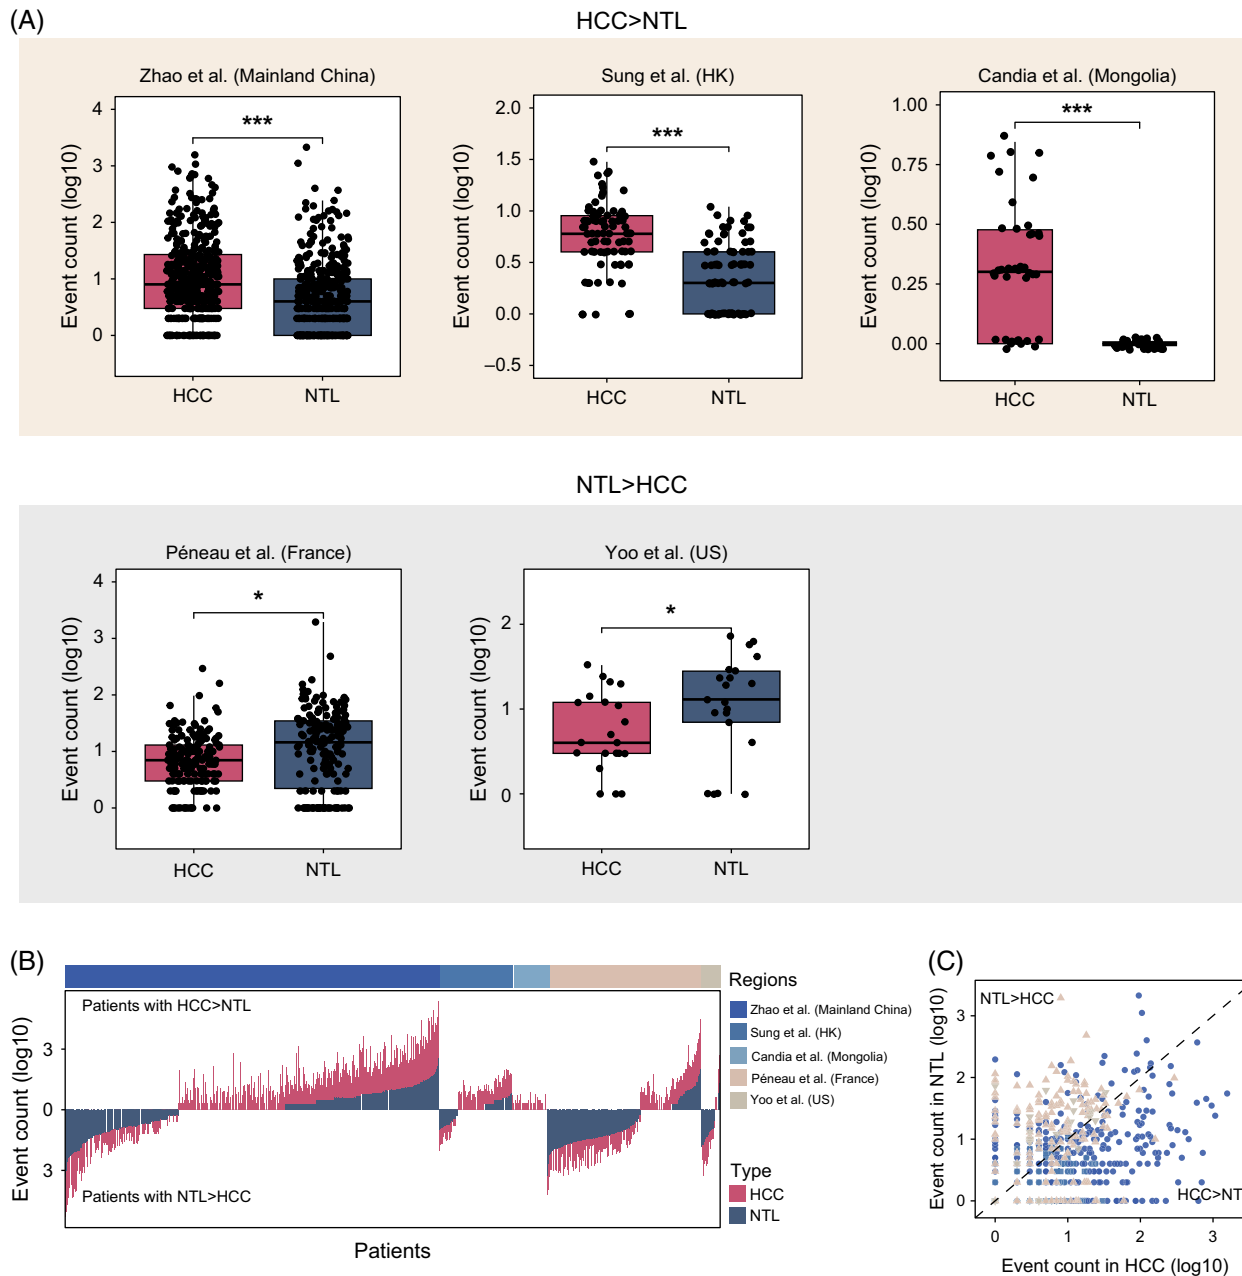 (A)
HCC>NTL
Zhao et al. (Mainland China)
Sung et al. (HK)
Candia et al. (Mongolia)
Event count (log10)
4
3
2
1
0
***
HCC
NTL
Event count (log10)
2.0
1.5
1.0
0.5
0.0
−0.5
***
HCC
NTL
Event count (log10)
1.00
0.75
0.50
0.25
0.00
***
HCC
NTL
NTL>HCC
Péneau et al. (France)
Yoo et al. (US)
Event count (log10)
4
3
2
1
0
*
HCC
NTL
Event count (log10)
2
1
0
*
HCC
NTL
(B)
Event count (log10)
3
0
3
Patients with HCC>NTL
Patients with NTL>HCC
Patients
Regions
Zhao et al. (Mainland China)
Sung et al. (HK)
Candia et al. (Mongolia)
Péneau et al. (France)
Yoo et al. (US)
Type
HCC
NTL
(C)
Event count in NTL (log10)
3
2
1
0
NTL>HCC
HCC>NT
0
1
2
3
Event count in HCC (log10)